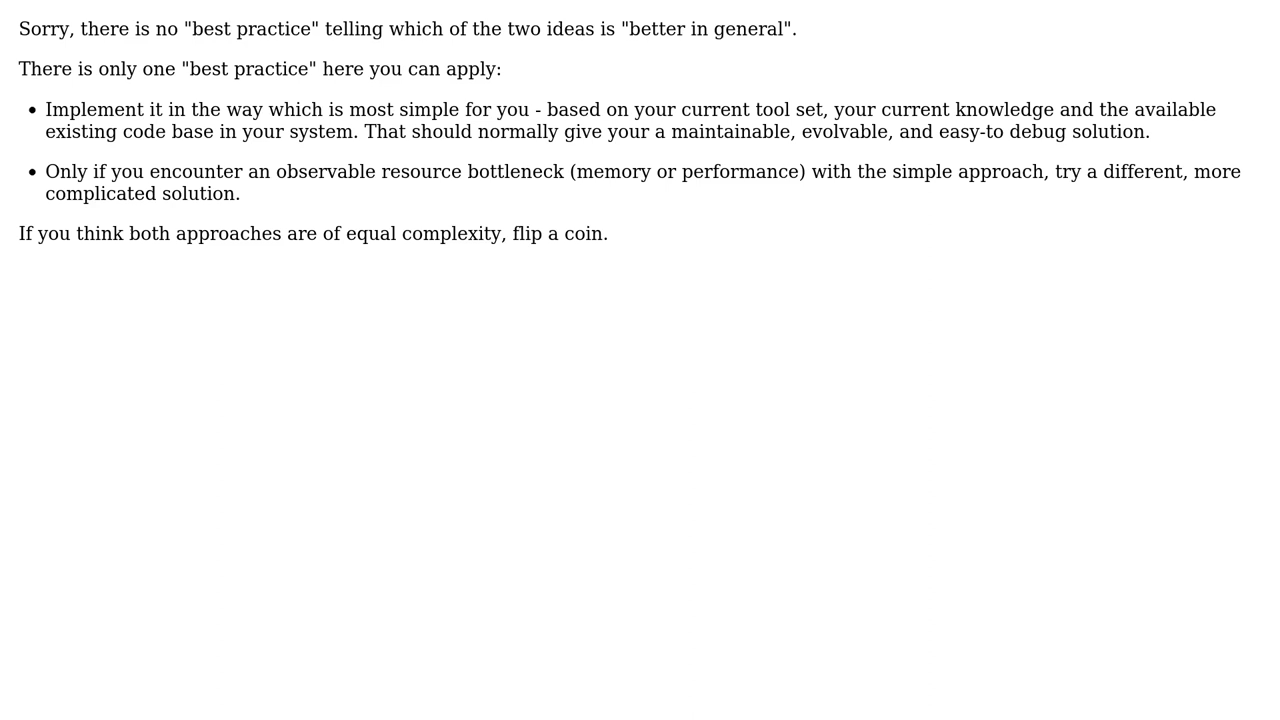 Sorry, there is no "best practice" telling which of the two ideas is "better in general".
There is only one "best practice" here you can apply:
• Implement it in the way which is most simple for you - based on your current tool set, your current knowledge and the available
existing code base in your system. That should normally give your a maintainable, evolvable, and easy-to debug solution.
• Only if you encounter an observable resource bottleneck (memory or performance) with the simple approach, try a different, more
complicated solution.
If you think both approaches are of equal complexity, flip a coin.